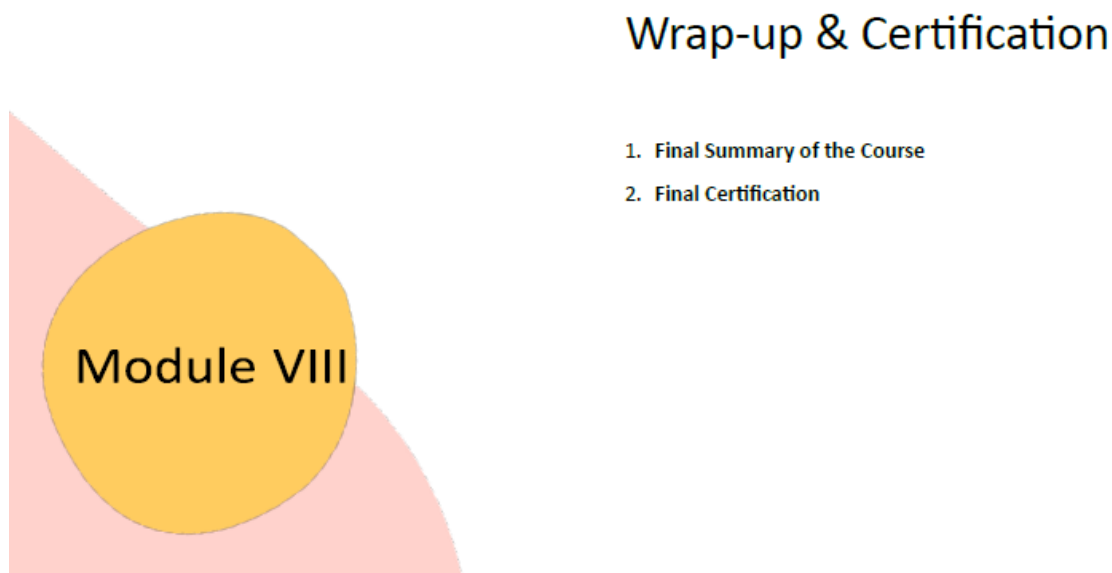 Wrap-up & Certification
1. Final Summary of the Course
2. Final Certification
Module VIII